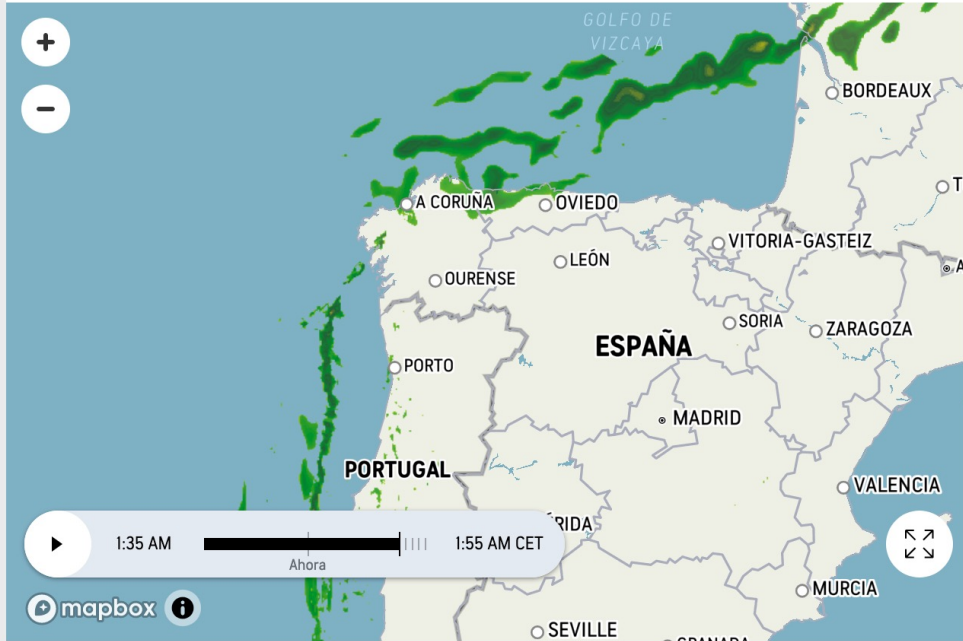 GOLFO DE
VIZCAYA
+
−
BORDEAUX
T
A CORUÑA
OVIEDO
VITORIA-GASTEIZ
LEÓN
A
OURENSE
SORIA
ZARAGOZA
ESPAÑA
PORTO
MADRID
PORTUGAL
VALENCIA
RIDA
1:35 AM
1:55 AM CET
Ahora
MURCIA
mapbox
i
SEVILLE